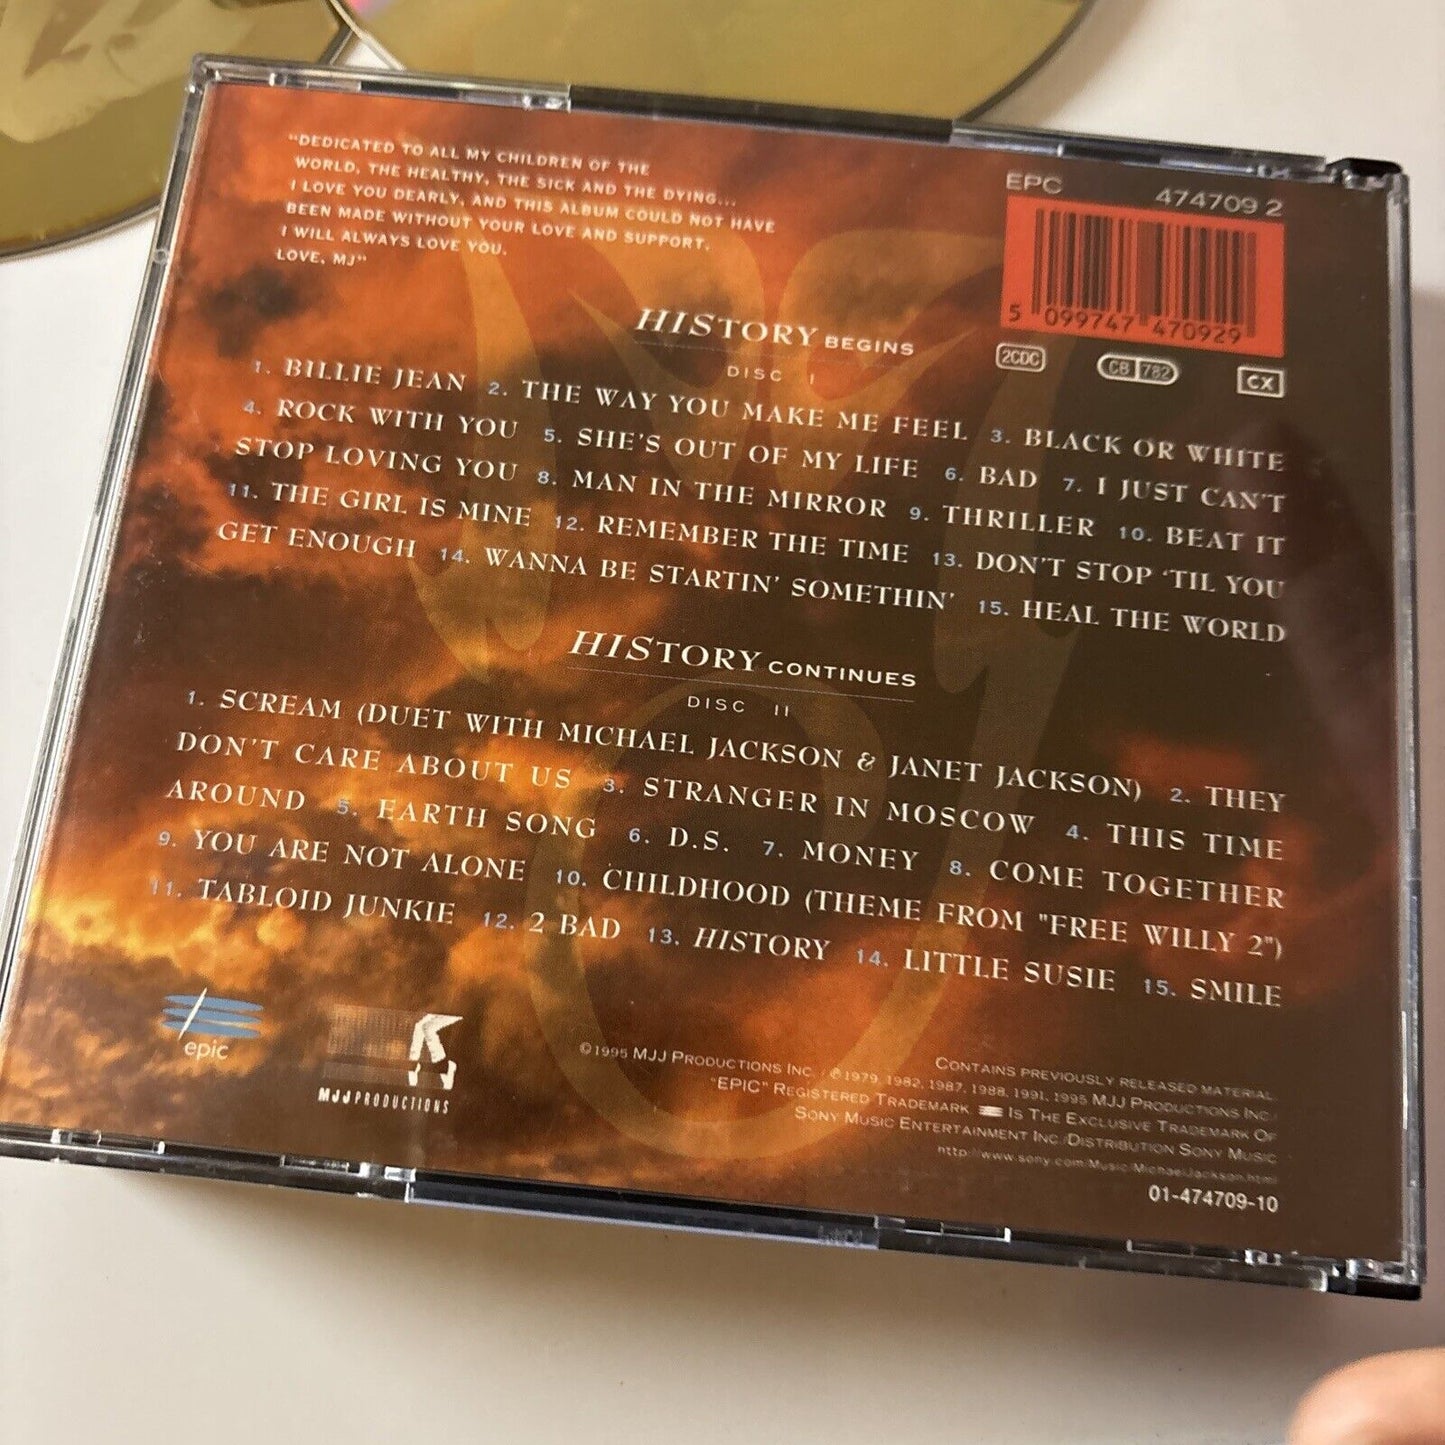 "DEDICATED TO ALL MY CHILDREN OF THE
WORLD, THE HEALTHY, THE SICK AND THE DYING...
I LOVE YOU DEARLY, AND THIS ALBUM COULD NOT HAVE
BEEN MADE WITHOUT YOUR LOVE AND SUPPORT.
I WILL ALWAYS LOVE YOU.
LOVE, MJ"
EPC 474709 2
5 099747 470929
2CDC CB 782 CX
HISTORY BEGINS
DISC I
1. BILLIE JEAN 2. THE WAY YOU MAKE ME FEEL 3. BLACK OR WHITE
4. ROCK WITH YOU 5. SHE'S OUT OF MY LIFE 6. BAD 7. I JUST CAN'T
STOP LOVING YOU 8. MAN IN THE MIRROR 9. THRILLER 10. BEAT IT
11. THE GIRL IS MINE 12. REMEMBER THE TIME 13. DON'T STOP 'TIL YOU
GET ENOUGH 14. WANNA BE STARTIN' SOMETHIN' 15. HEAL THE WORLD
HISTORY CONTINUES
DISC II
1. SCREAM (DUET WITH MICHAEL JACKSON & JANET JACKSON) 2. THEY
DON'T CARE ABOUT US 3. STRANGER IN MOSCOW 4. THIS TIME
AROUND 5. EARTH SONG 6. D.S. 7. MONEY 8. COME TOGETHER
9. YOU ARE NOT ALONE 10. CHILDHOOD (THEME FROM "FREE WILLY 2")
11. TABLOID JUNKIE 12. 2 BAD 13. HISTORY 14. LITTLE SUSIE 15. SMILE
epic
MJJ PRODUCTIONS
CONTAINS PREVIOUSLY RELEASED MATERIAL
©1995 MJJ PRODUCTIONS INC. / ℗1979, 1982, 1987, 1988, 1991, 1995 MJJ PRODUCTIONS INC./
"EPIC" REGISTERED TRADEMARK IS THE EXCLUSIVE TRADEMARK OF
SONY MUSIC ENTERTAINMENT INC./DISTRIBUTION SONY MUSIC
http://www.sony.com/Music/MichaelJackson.html
01-474709-10